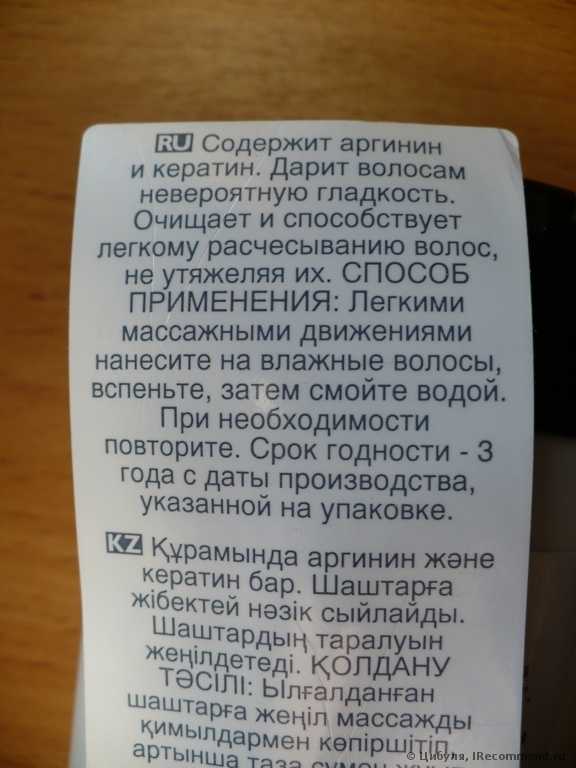 RU Содержит аргинин
и кератин. Дарит волосам
невероятную гладкость.
Очищает и способствует
легкому расчесыванию волос,
не утяжеляя их. СПОСОБ
ПРИМЕНЕНИЯ: Легкими
массажными движениями
нанесите на влажные волосы,
вспеньте, затем смойте водой.
При необходимости
повторите. Срок годности - 3
года с даты производства,
указанной на упаковке.
KZ Құрамында аргинин және
кератин бар. Шаштарға
жібектей нәзік сыйлайды.
Шаштардың таралуын
жеңілдетеді. ҚОЛДАНУ
ТӘСІЛІ: Ылғалданған
шаштарға жеңіл массажды
қимылдармен көпіршітіп,
артынша таза сумен
© Цибуля, IRecommend.ru